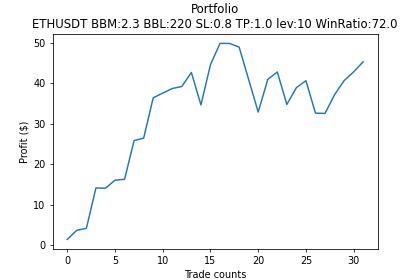 Portfolio
ETHUSDT BBM:2.3 BBL:220 SL:0.8 TP:1.0 lev:10 WinRatio:72.0
50
40
30
20
10
0
Profit ($)
0 5 10 15 20 25 30
Trade counts